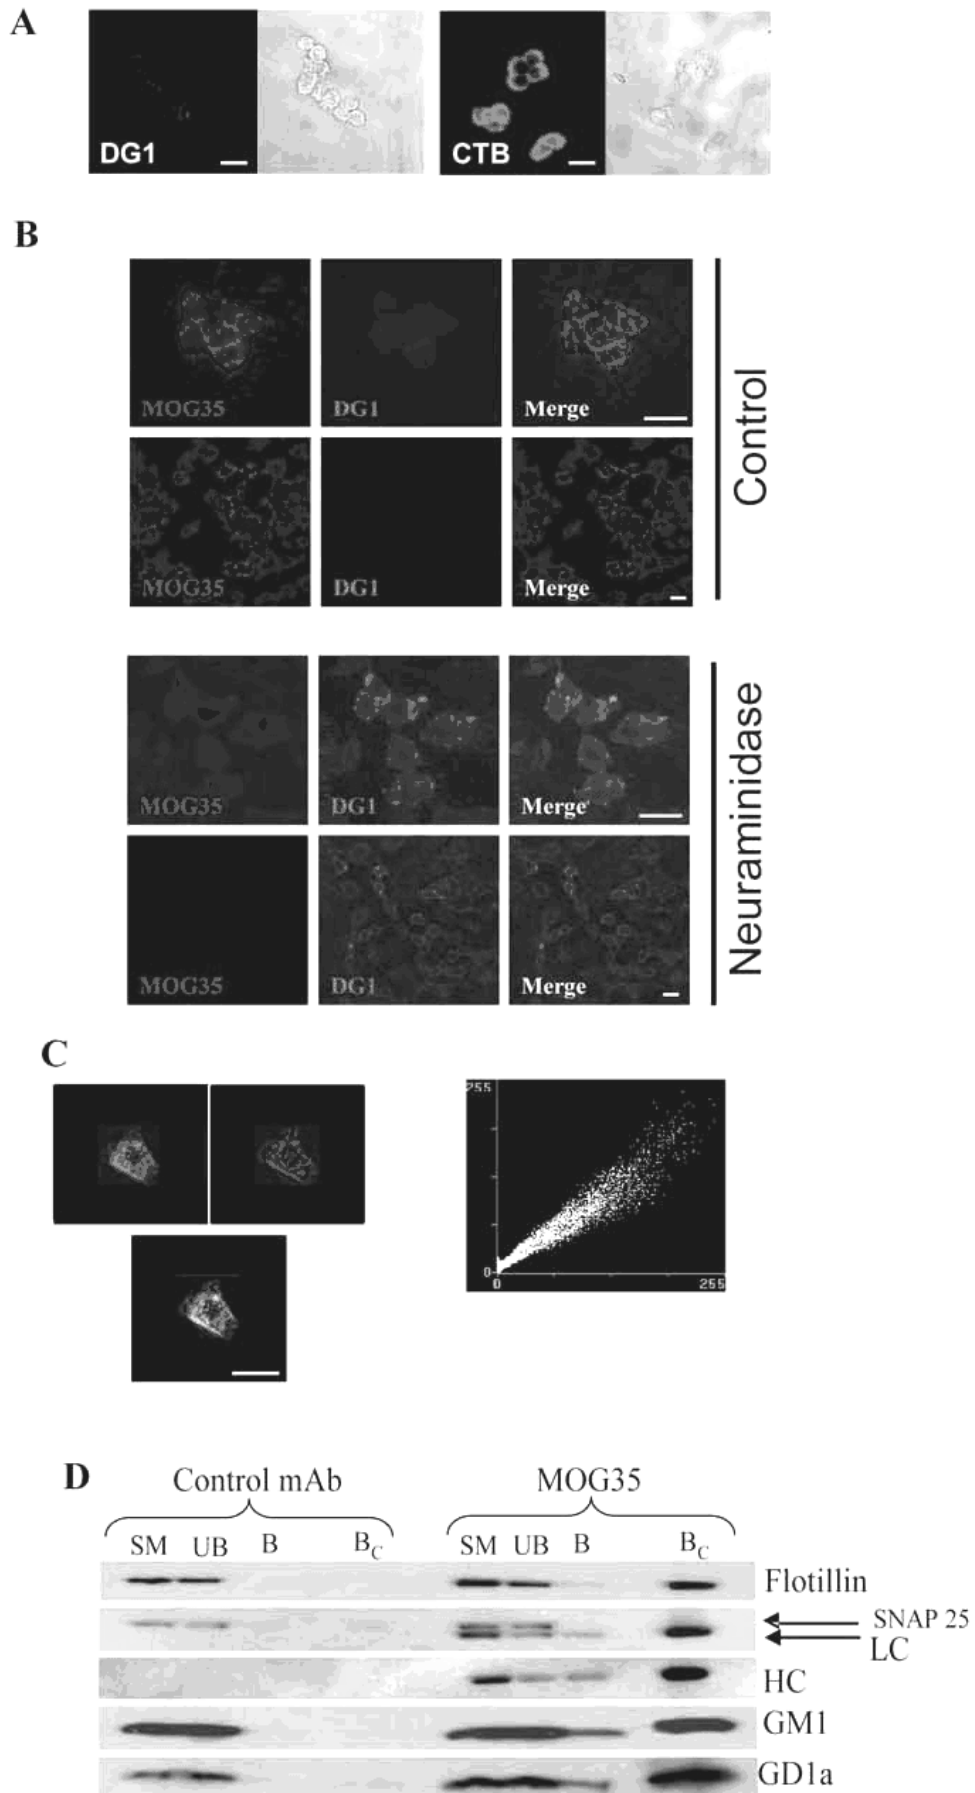 A
DG1
CTB
B
MOG35 DG1 Merge
MOG35 DG1 Merge
Control
MOG35 DG1 Merge
MOG35 DG1 Merge
Neuraminidase
C
255
0
0 255
D
Control mAb MOG35
SM UB B BC SM UB B BC
Flotillin
SNAP 25
LC
HC
GM1
GD1a